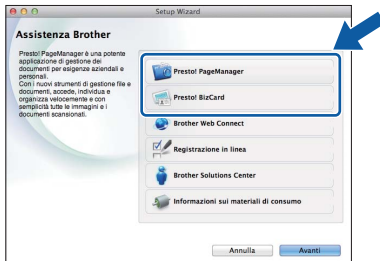 Setup Wizard
Assistenza Brother
Presto! PageManager è una potente
applicazione di gestione dei
documenti per esigenze aziendali e
personali.
Con i nuovi strumenti di gestione file e
documenti, accede, individua e
organizza velocemente e con
semplicità tutte le immagini e i
documenti scansionati.
Presto! PageManager
Presto! BizCard
Brother Web Connect
Registrazione in linea
Brother Solutions Center
Informazioni sui materiali di consumo
Annulla
Avanti